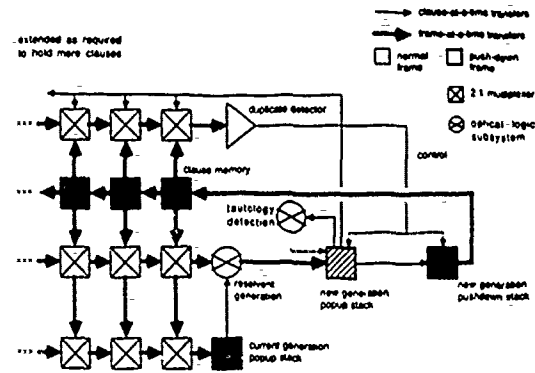 clause-at-a-time transfers
frame-at-a-time transfers
extended as required
to hold more clauses
normal
frame
push-down
frame
2:1 multiplexer
optical-logic
subsystem
duplicate detector
control
clause memory
tautology
detection
resolvent
generation
new generation
popup stack
new generation
pushdown stack
current generation
popup stack